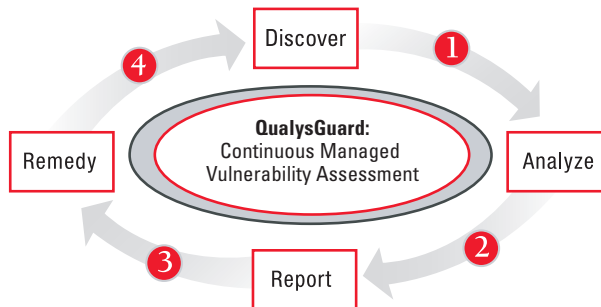 Discover
1
4
QualysGuard:
Continuous Managed
Vulnerability Assessment
Remedy
Analyze
2
3
Report